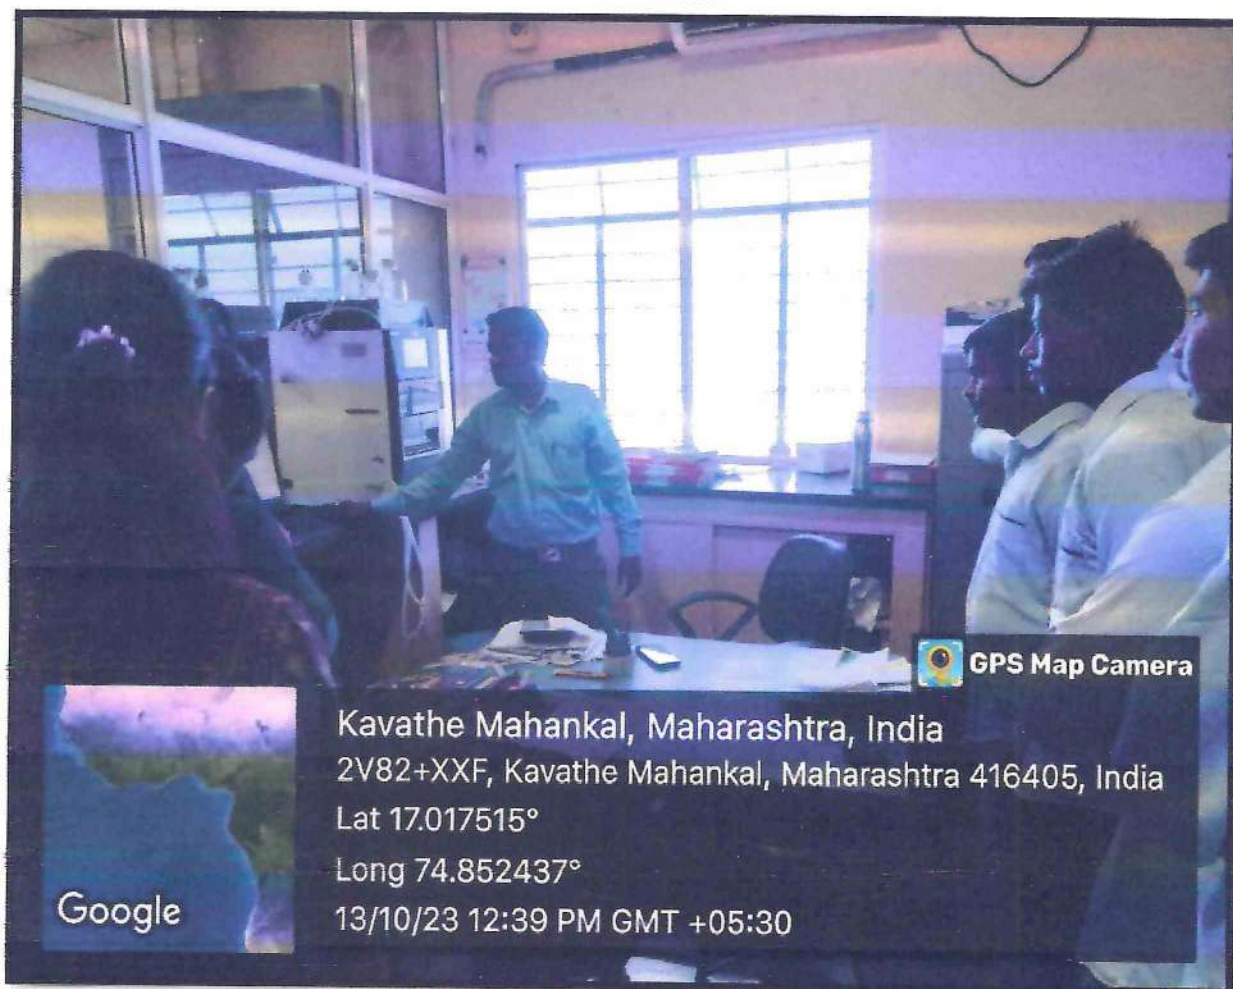 GPS Map Camera
Kavathe Mahankal, Maharashtra, India
2V82+XXF, Kavathe Mahankal, Maharashtra 416405, India
Lat 17.017515°
Long 74.852437°
13/10/23 12:39 PM GMT +05:30
Google